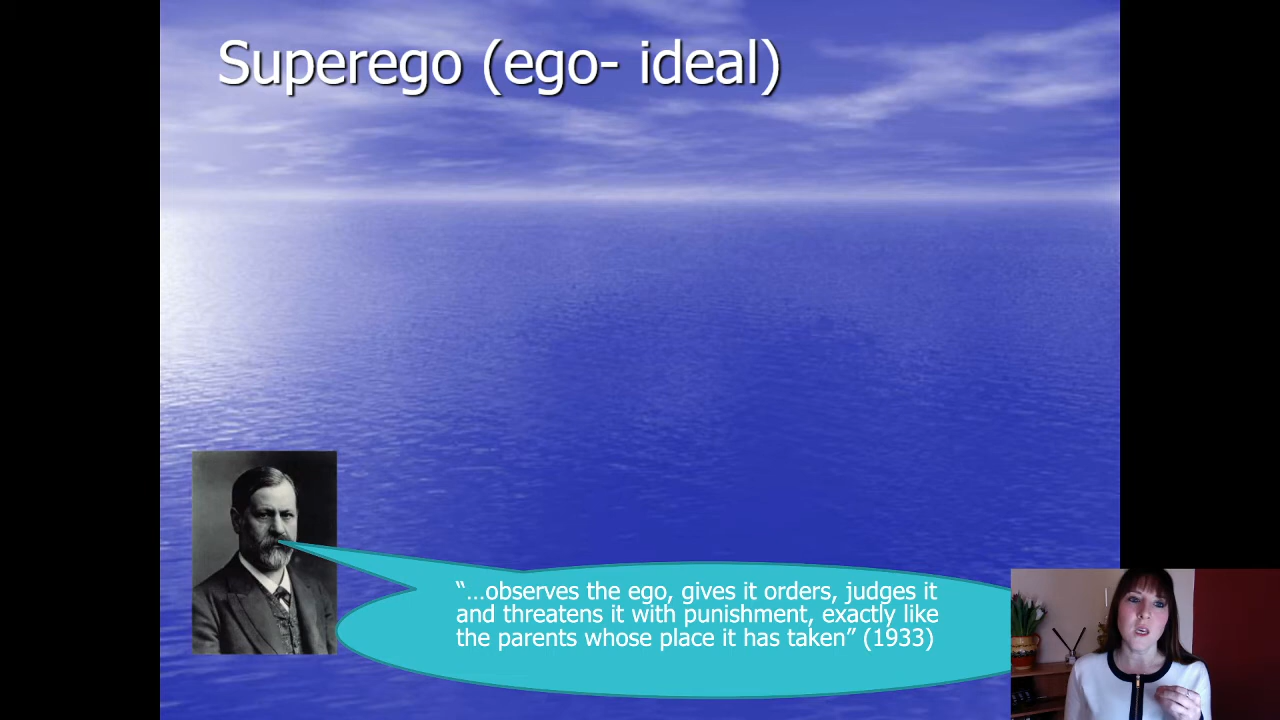 Superego (ego- ideal)
“…observes the ego, gives it orders, judges it
and threatens it with punishment, exactly like
the parents whose place it has taken” (1933)